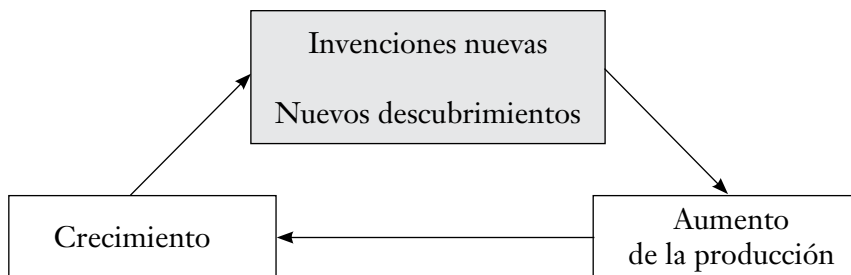 Invenciones nuevas
Nuevos descubrimientos
Crecimiento
Aumento
de la producción